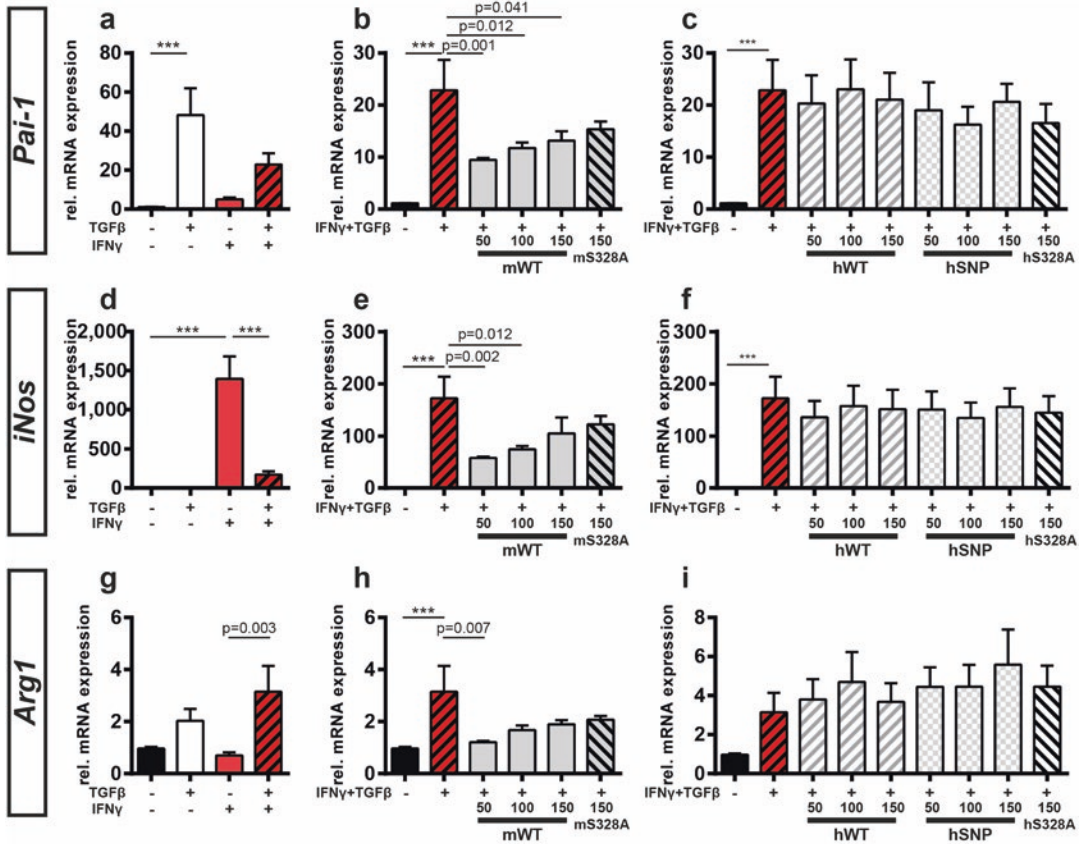 Pai-1
a
rel. mRNA expression
80
60
40
20
0
***
TGFβ - + - +
IFNγ - - + +
b
rel. mRNA expression
30
20
10
0
p=0.041
p=0.012
*** p=0.001
IFNγ+TGFβ - + + + + +
50 100 150 150
mWT mS328A
c
rel. mRNA expression
30
20
10
0
***
IFNγ+TGFβ - + + + + + + + +
50 100 150 50 100 150 150
hWT hSNP hS328A
iNos
d
rel. mRNA expression
2,000
1,500
1,000
500
0
*** ***
TGFβ - + - +
IFNγ - - + +
e
rel. mRNA expression
300
200
100
0
p=0.012
*** p=0.002
IFNγ+TGFβ - + + + + +
50 100 150 150
mWT mS328A
f
rel. mRNA expression
300
200
100
0
***
IFNγ+TGFβ - + + + + + + + +
50 100 150 50 100 150 150
hWT hSNP hS328A
Arg1
g
rel. mRNA expression
6
4
2
0
p=0.003
TGFβ - + - +
IFNγ - - + +
h
rel. mRNA expression
6
4
2
0
***
p=0.007
IFNγ+TGFβ - + + + + +
50 100 150 150
mWT mS328A
i
rel. mRNA expression
8
6
4
2
0
IFNγ+TGFβ - + + + + + + + +
50 100 150 50 100 150 150
hWT hSNP hS328A